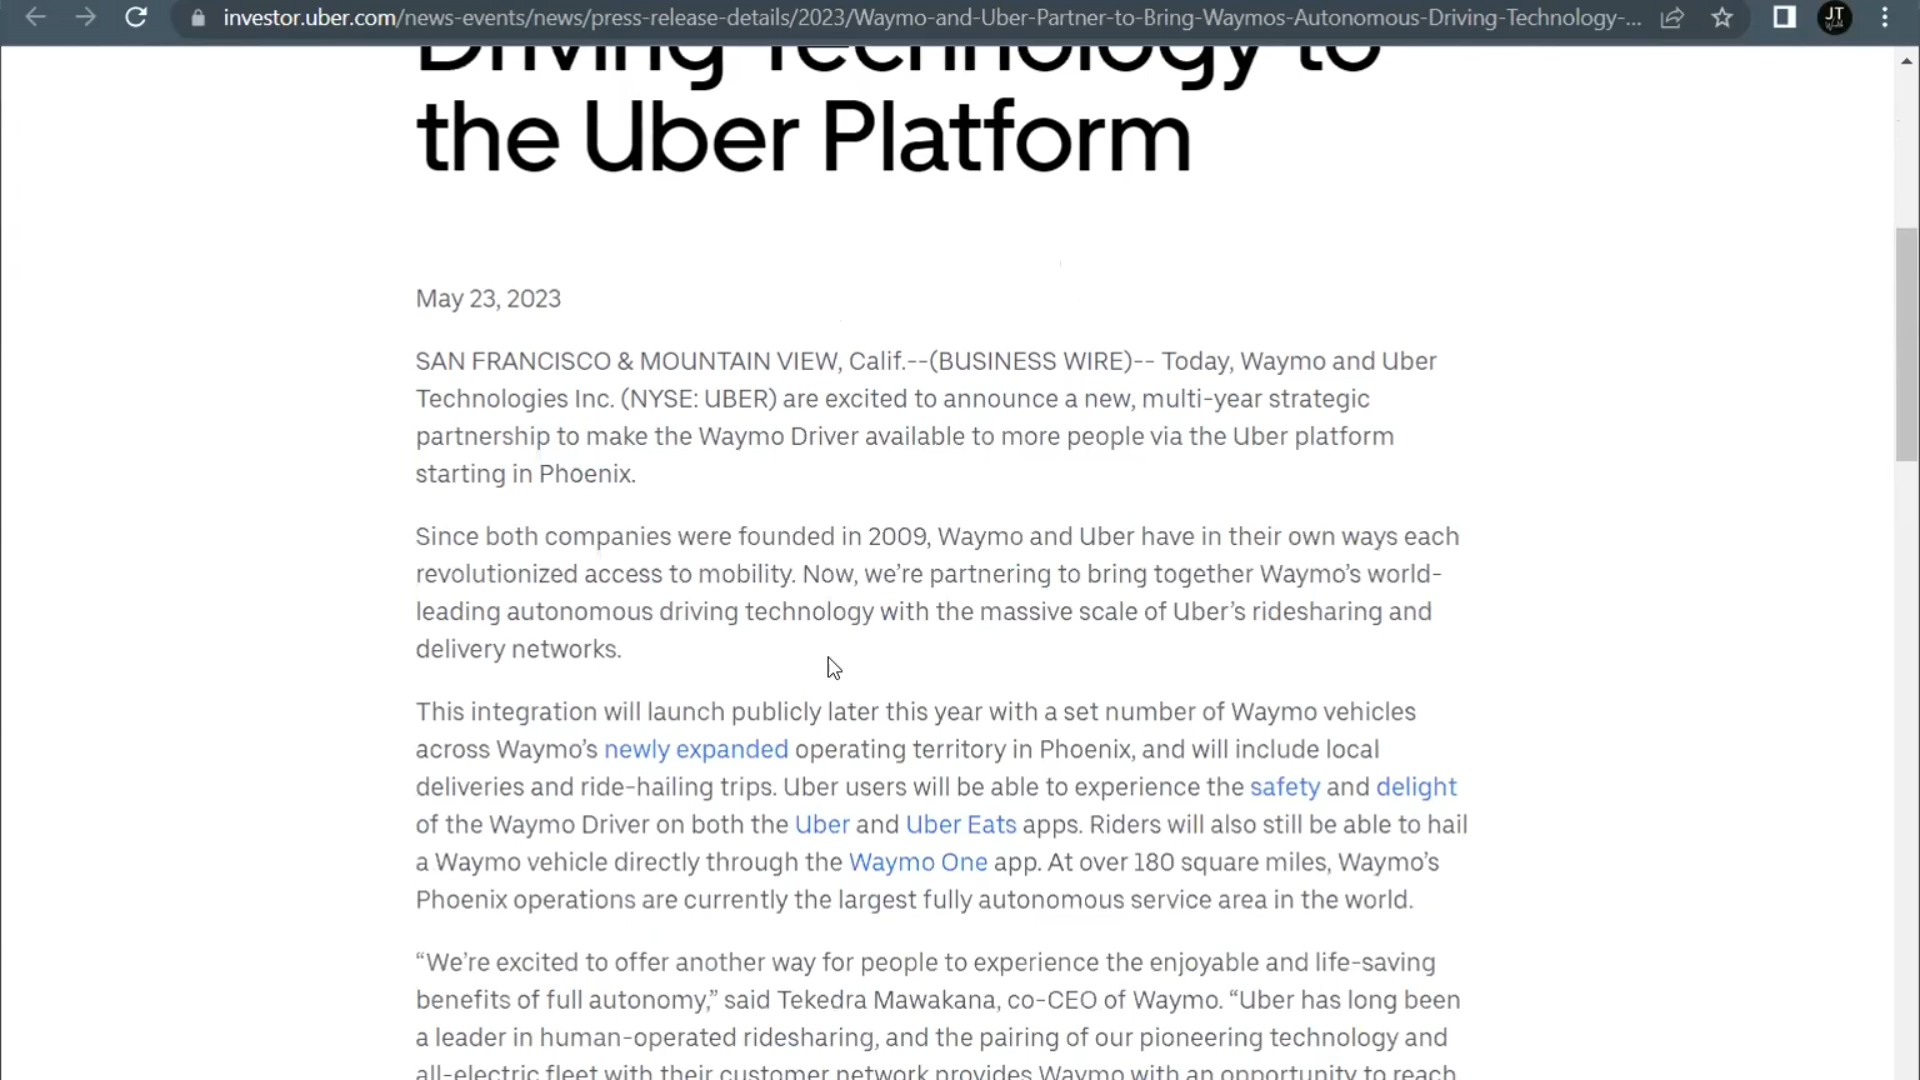 investor.uber.com/news-events/news/press-release-details/2023/Waymo-and-Uber-Partner-to-Bring-Waymos-Autonomous-Driving-Technology-...
JT
Driving Technology to
the Uber Platform
May 23, 2023
SAN FRANCISCO & MOUNTAIN VIEW, Calif.--(BUSINESS WIRE)-- Today, Waymo and Uber
Technologies Inc. (NYSE: UBER) are excited to announce a new, multi-year strategic
partnership to make the Waymo Driver available to more people via the Uber platform
starting in Phoenix.
Since both companies were founded in 2009, Waymo and Uber have in their own ways each
revolutionized access to mobility. Now, we’re partnering to bring together Waymo’s world-
leading autonomous driving technology with the massive scale of Uber’s ridesharing and
delivery networks.
This integration will launch publicly later this year with a set number of Waymo vehicles
across Waymo’s newly expanded operating territory in Phoenix, and will include local
deliveries and ride-hailing trips. Uber users will be able to experience the safety and delight
of the Waymo Driver on both the Uber and Uber Eats apps. Riders will also still be able to hail
a Waymo vehicle directly through the Waymo One app. At over 180 square miles, Waymo’s
Phoenix operations are currently the largest fully autonomous service area in the world.
“We’re excited to offer another way for people to experience the enjoyable and life-saving
benefits of full autonomy,” said Tekedra Mawakana, co-CEO of Waymo. “Uber has long been
a leader in human-operated ridesharing, and the pairing of our pioneering technology and
all-electric fleet with their customer network provides Waymo with an opportunity to reach